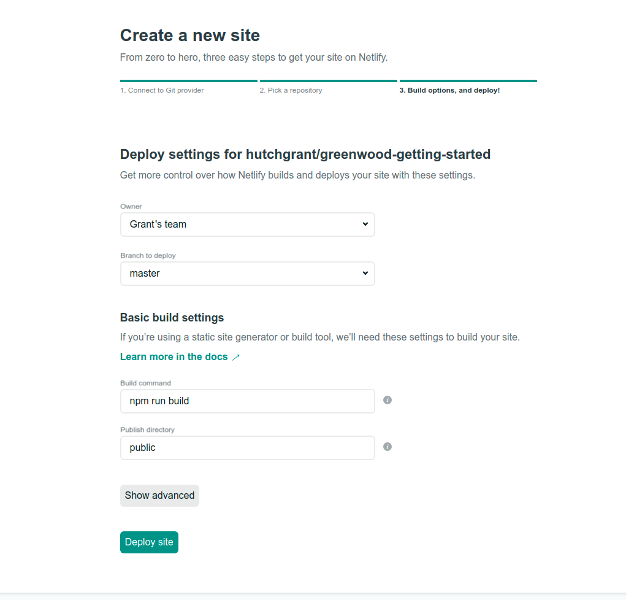 Create a new site
From zero to hero, three easy steps to get your site on Netlify.
1. Connect to Git provider
2. Pick a repository
3. Build options, and deploy!
Deploy settings for hutchgrant/greenwood-getting-started
Get more control over how Netlify builds and deploys your site with these settings.
Owner
Grant's team
Branch to deploy
master
Basic build settings
If you're using a static site generator or build tool, we'll need these settings to build your site.
Learn more in the docs
Build command
npm run build
Publish directory
public
Show advanced
Deploy site